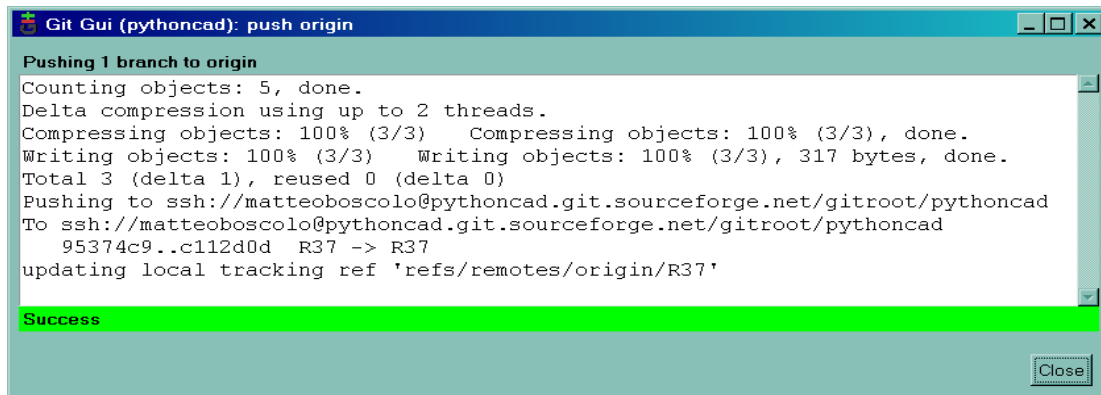 Git Gui (pythoncad): push origin
Pushing 1 branch to origin
Counting objects: 5, done.
Delta compression using up to 2 threads.
Compressing objects: 100% (3/3)   Compressing objects: 100% (3/3), done.
Writing objects: 100% (3/3)   Writing objects: 100% (3/3), 317 bytes, done.
Total 3 (delta 1), reused 0 (delta 0)
Pushing to ssh://matteoboscolo@pythoncad.git.sourceforge.net/gitroot/pythoncad
To ssh://matteoboscolo@pythoncad.git.sourceforge.net/gitroot/pythoncad
   95374c9..c112d0d  R37 -> R37
updating local tracking ref 'refs/remotes/origin/R37'
Success
Close